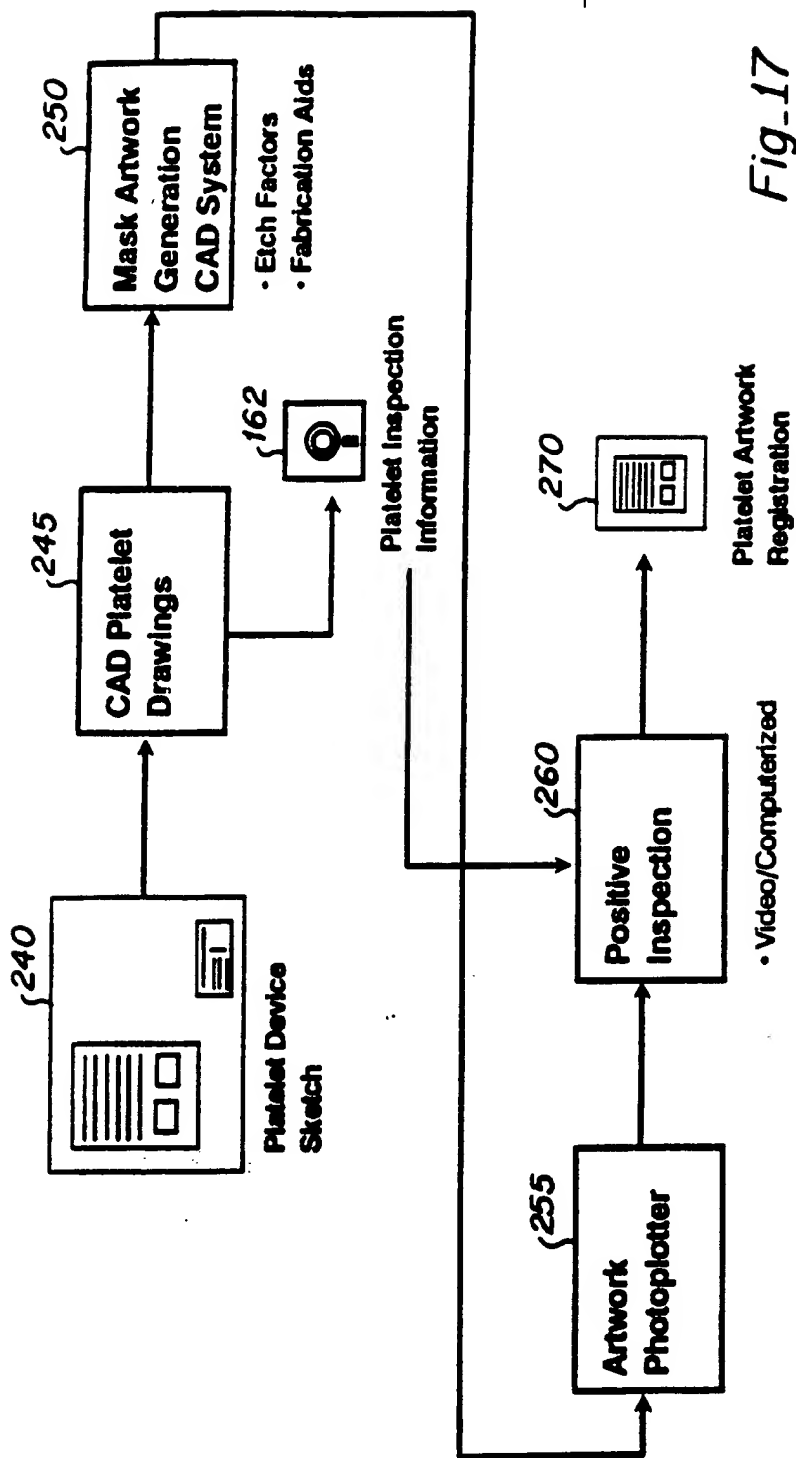 240
Platelet Device
Sketch
245
CAD Platelet
Drawings
250
Mask Artwork
Generation
CAD System
• Etch Factors
• Fabrication Aids
162
Platelet Inspection
Information
255
Artwork
Photoplotter
260
Positive
Inspection
• Video/Computerized
270
Platelet Artwork
Registration
Fig_17